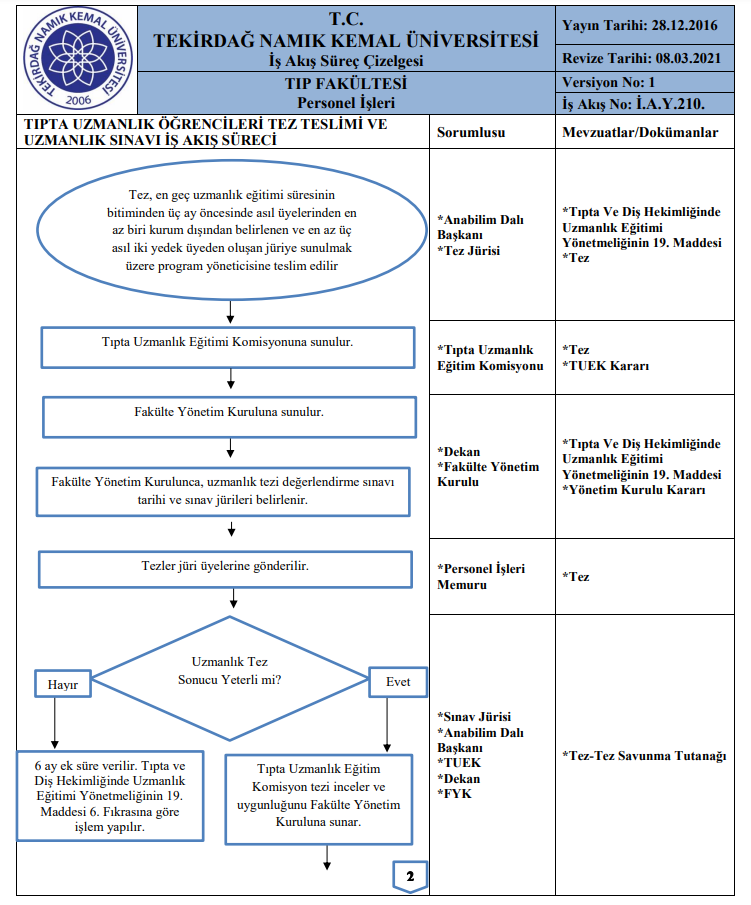 TEKİRDAĞ NAMIK KEMAL ÜNİVERSİTESİ
2006
T.C.
TEKİRDAĞ NAMIK KEMAL ÜNİVERSİTESİ
İş Akış Süreç Çizelgesi
TIP FAKÜLTESİ
Personel İşleri
Yayın Tarihi: 28.12.2016
Revize Tarihi: 08.03.2021
Versiyon No: 1
İş Akış No: İ.A.Y.210.
TIPTA UZMANLIK ÖĞRENCİLERİ TEZ TESLİMİ VE
UZMANLIK SINAVI İŞ AKIŞ SÜRECİ
Sorumlusu
Mevzuatlar/Dokümanlar
Tez, en geç uzmanlık eğitimi süresinin
bitiminden üç ay öncesinde asıl üyelerinden en
az biri kurum dışından belirlenen ve en az üç
asıl iki yedek üyeden oluşan jüriye sunulmak
üzere program yöneticisine teslim edilir
*Anabilim Dalı
Başkanı
*Tez Jürisi
*Tıpta Ve Diş Hekimliğinde
Uzmanlık Eğitimi
Yönetmeliğinin 19. Maddesi
*Tez
Tıpta Uzmanlık Eğitimi Komisyonuna sunulur.
*Tıpta Uzmanlık
Eğitim Komisyonu
*Tez
*TUEK Kararı
Fakülte Yönetim Kuruluna sunulur.
Fakülte Yönetim Kurulunca, uzmanlık tezi değerlendirme sınavı
tarihi ve sınav jürileri belirlenir.
*Dekan
*Fakülte Yönetim
Kurulu
*Tıpta Ve Diş Hekimliğinde
Uzmanlık Eğitimi
Yönetmeliğinin 19. Maddesi
*Yönetim Kurulu Kararı
Tezler jüri üyelerine gönderilir.
*Personel İşleri
Memuru
*Tez
Uzmanlık Tez
Sonucu Yeterli mi?
Hayır
Evet
6 ay ek süre verilir. Tıpta ve
Diş Hekimliğinde Uzmanlık
Eğitimi Yönetmeliğinin 19.
Maddesi 6. Fıkrasına göre
işlem yapılır.
Tıpta Uzmanlık Eğitim
Komisyon tezi inceler ve
uygunluğunu Fakülte Yönetim
Kuruluna sunar.
*Sınav Jürisi
*Anabilim Dalı
Başkanı
*TUEK
*Dekan
*FYK
*Tez-Tez Savunma Tutanağı
2